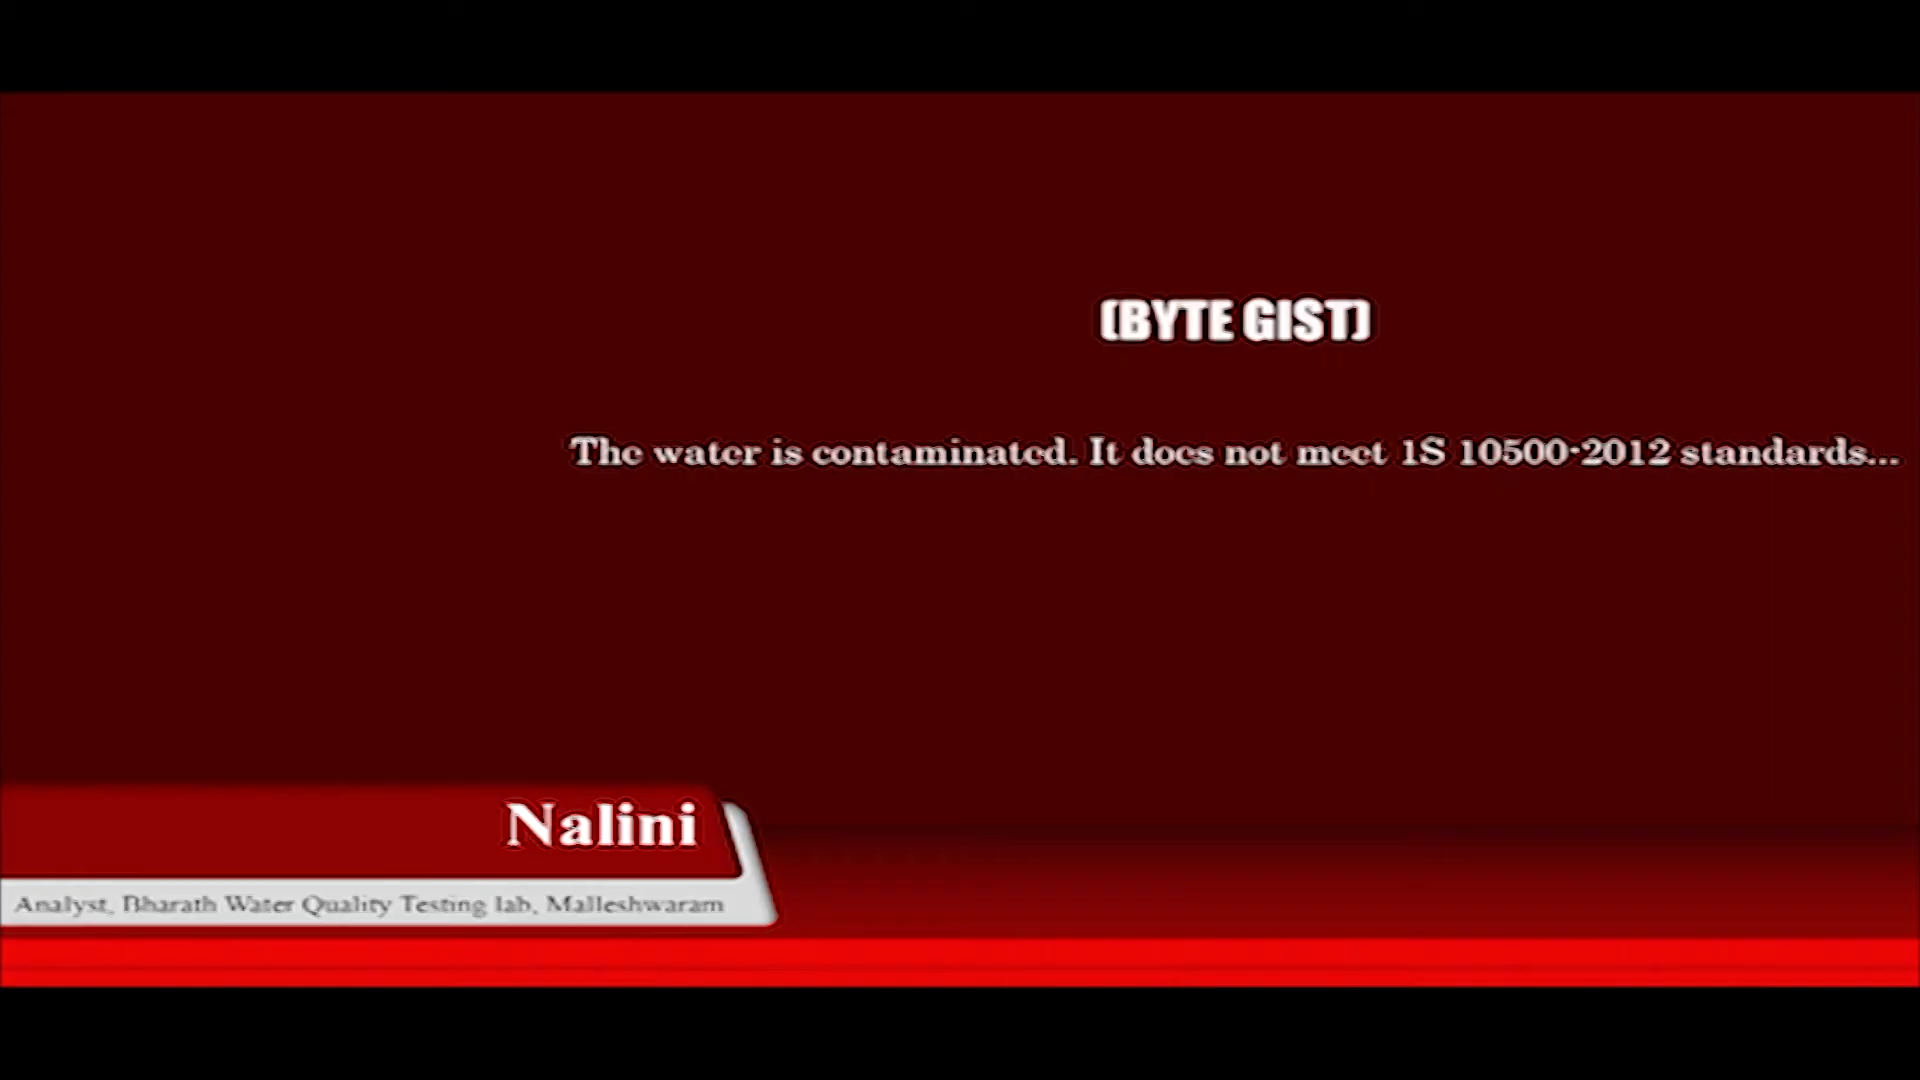 (BYTE GIST)
The water is contaminated. It does not meet 1S 10500-2012 standards...
Nalini
Analyst, Bharath Water Quality Testing lab, Malleshwaram